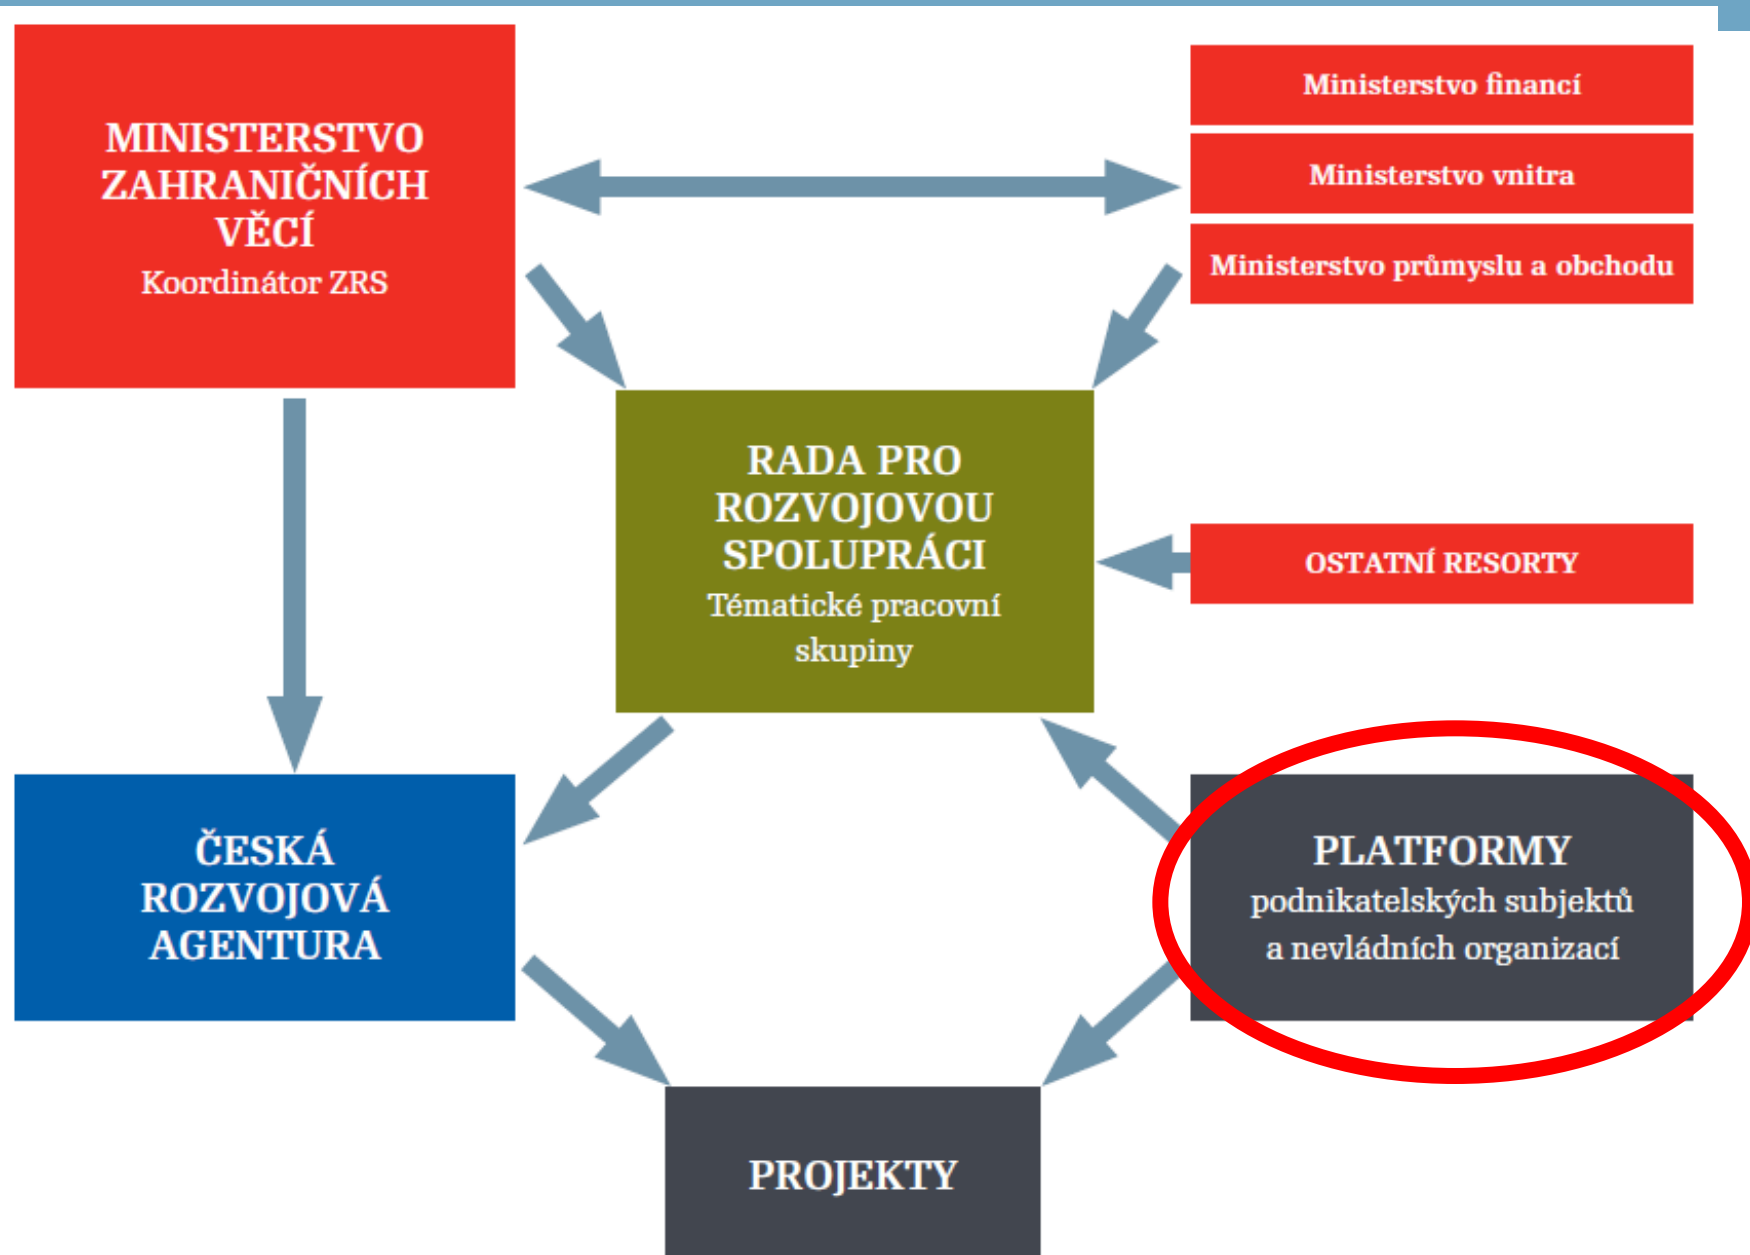 MINISTERSTVO
ZAHRANIČNÍCH
VĚCÍ
Koordinátor ZRS
Ministerstvo financí
Ministerstvo vnitra
Ministerstvo průmyslu a obchodu
RADA PRO
ROZVOJOVOU
SPOLUPRÁCI
Tématické pracovní
skupiny
OSTATNÍ RESORTY
ČESKÁ
ROZVOJOVÁ
AGENTURA
PLATFORMY
podnikatelských subjektů
a nevládních organizací
PROJEKTY